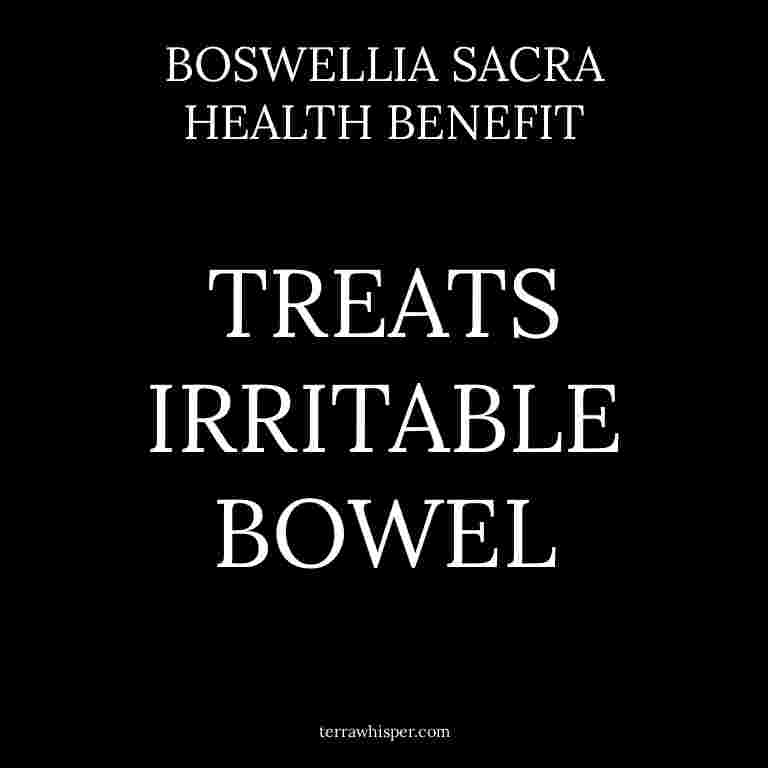 BOSWELLIA SACRA
HEALTH BENEFIT
TREATS
IRRITABLE
BOWEL
terrawhisper.com